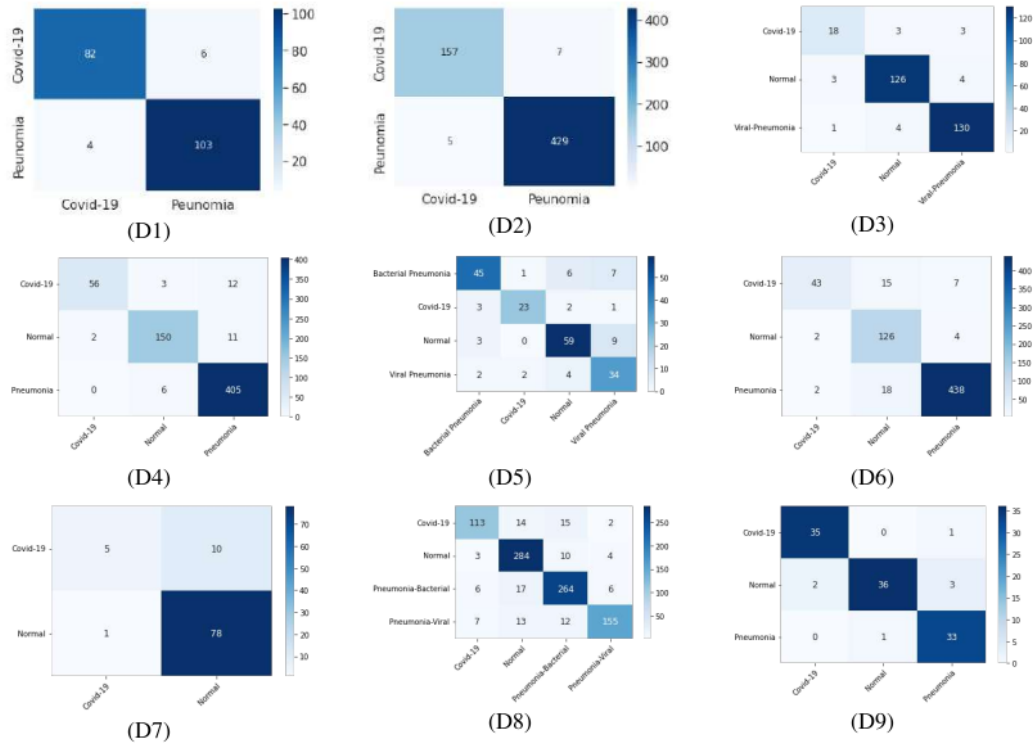 Covid-19 82 6 100
80
60
Peunomia 4 103 40
20
Covid-19 Peunomia
(D1)
Covid-19 157 7 400
300
Peunomia 5 429 200
100
Covid-19 Peunomia
(D2)
Covid-19 18 3 3 120
100
Normal 3 126 4 80
60
Viral-Pneumonia 1 4 130 40
20
Covid-19 Normal Viral-Pneumonia
(D3)
Covid-19 56 3 12 400
350
300
Normal 2 150 11 250
200
150
Pneumonia 0 6 405 100
50
0
Covid-19 Normal Pneumonia
(D4)
Bacterial Pneumonia 45 1 6 7 50
Covid-19 3 23 2 1 40
30
Normal 3 0 59 9 20
Viral Pneumonia 2 2 4 34 10
0
Bacterial Pneumonia Covid-19 Normal Viral Pneumonia
(D5)
Covid-19 43 15 7 400
350
300
Normal 2 126 4 250
200
150
Pneumonia 2 18 438 100
50
Covid-19 Normal Pneumonia
(D6)
Covid-19 5 10 70
60
50
40
Normal 1 78 30
20
10
Covid-19 Normal
(D7)
Covid-19 113 14 15 2 250
Normal 3 284 10 4 200
150
Pneumonia-Bacterial 6 17 264 6 100
Pneumonia-Viral 7 13 12 155 50
Covid-19 Normal Pneumonia-Bacterial Pneumonia-Viral
(D8)
Covid-19 35 0 1 35
30
25
Normal 2 36 3 20
15
10
Pneumonia 0 1 33 5
0
Covid-19 Normal Pneumonia
(D9)